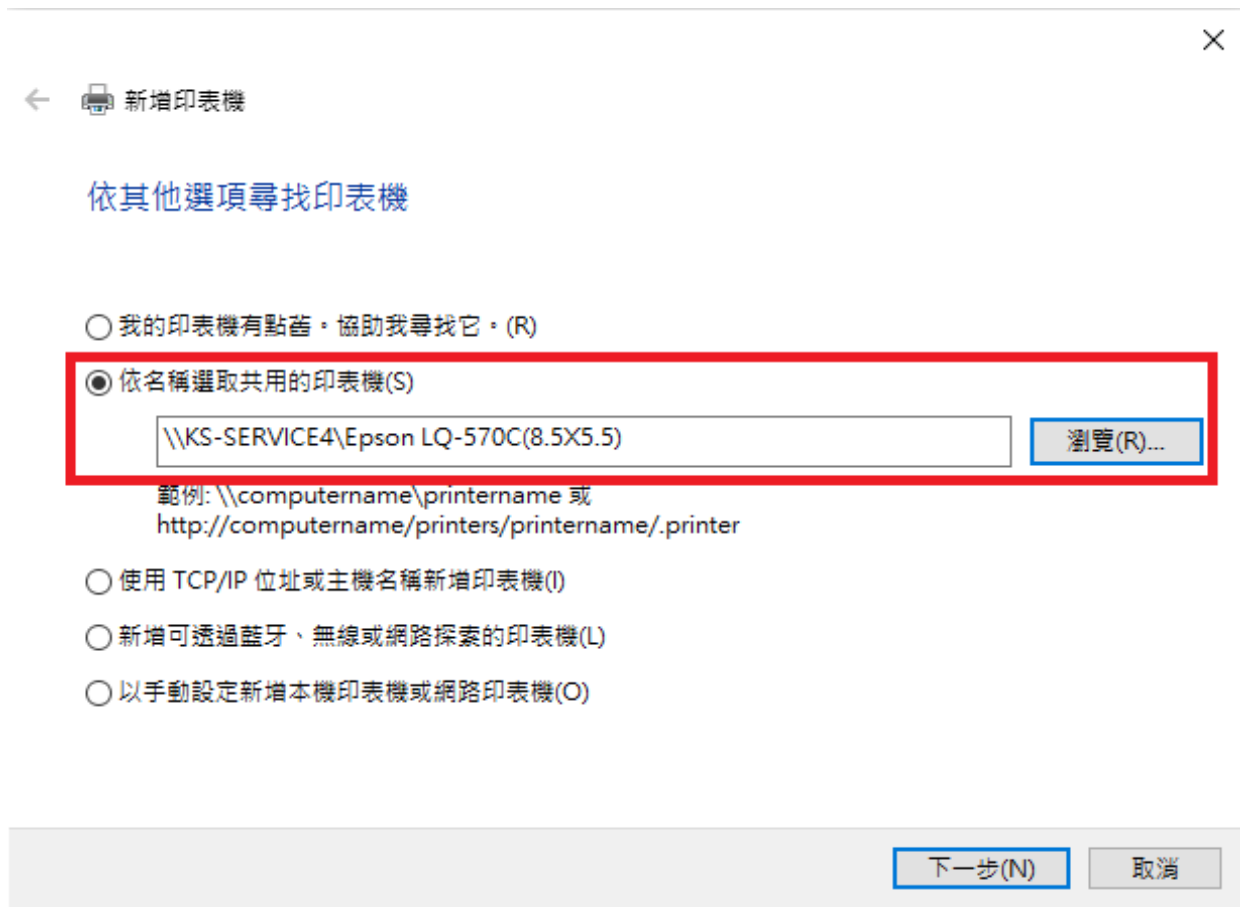 新增印表機
依其他選項尋找印表機
我的印表機有點舊。協助我尋找它。(R)
依名稱選取共用的印表機(S)
\\KS-SERVICE4\Epson LQ-570C(8.5X5.5)
瀏覽(R)...
範例: \\computername\printername 或
http://computername/printers/printername/.printer
使用 TCP/IP 位址或主機名稱新增印表機(I)
新增可透過藍牙、無線或網路探索的印表機(L)
以手動設定新增本機印表機或網路印表機(O)
下一步(N)
取消